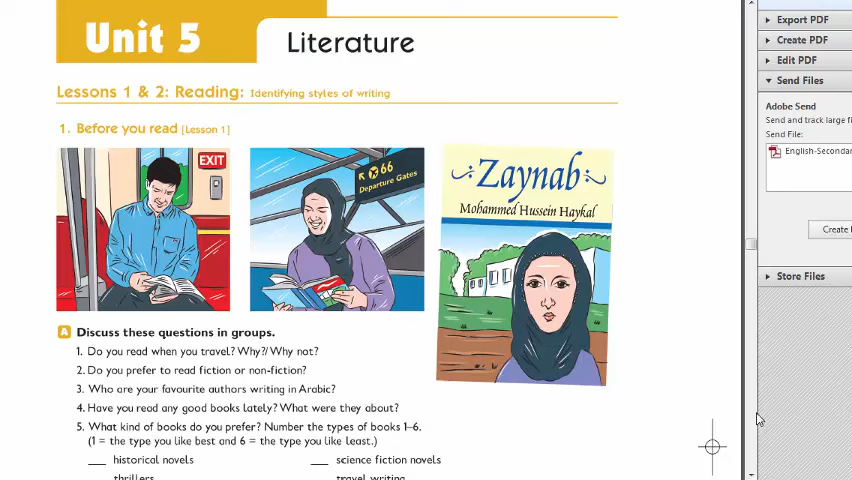 Unit 5
Literature
Lessons 1 & 2: Reading: Identifying styles of writing
1. Before you read [Lesson 1]
EXIT
66
Departure Gates
Zaynab
Mohammed Hussein Haykal
A Discuss these questions in groups.
1. Do you read when you travel? Why?/ Why not?
2. Do you prefer to read fiction or non-fiction?
3. Who are your favourite authors writing in Arabic?
4. Have you read any good books lately? What were they about?
5. What kind of books do you prefer? Number the types of books 1–6.
(1 = the type you like best and 6 = the type you like least.)
___ historical novels
___ science fiction novels
thrillers
travel writing
Export PDF
Create PDF
Edit PDF
Send Files
Adobe Send
Send and track large fi
Send File:
English-Secondar
Create
Store Files